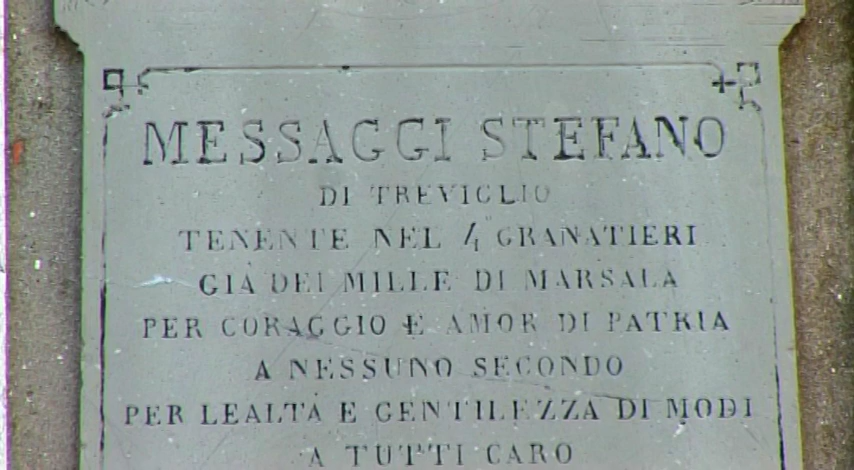 MESSAGGI STEFANO
DI TREVIGLIO
TENENTE NEL 4° GRANATIERI
GIÀ DEI MILLE DI MARSALA
PER CORAGGIO E AMOR DI PATRIA
A NESSUNO SECONDO
PER LEALTÀ E GENTILEZZA DI MODI
A TUTTI CARO